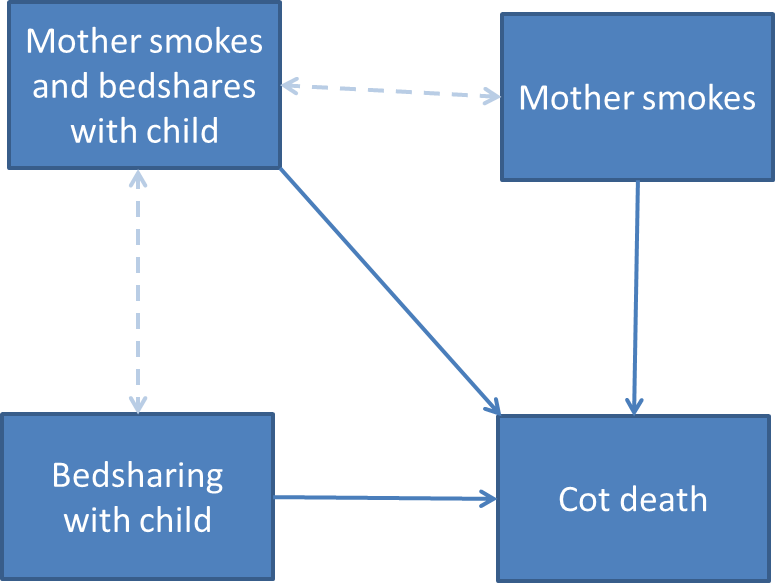 Mother smokes
and bedshares
with child
Mother smokes
Bedsharing
with child
Cot death